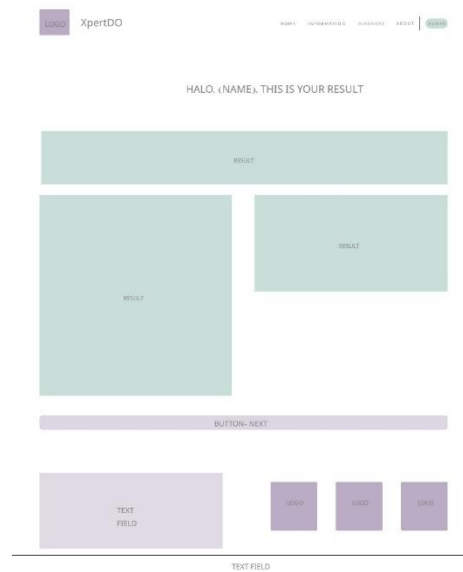 LOGO
XpertDO
HOME INFORMATION DIAGNOSE ABOUT
HALO, (NAME), THIS IS YOUR RESULT
RESULT
RESULT
RESULT
BUTTON- NEXT
TEXT
FIELD
LOGO LOGO LOGO
TEXT FIELD